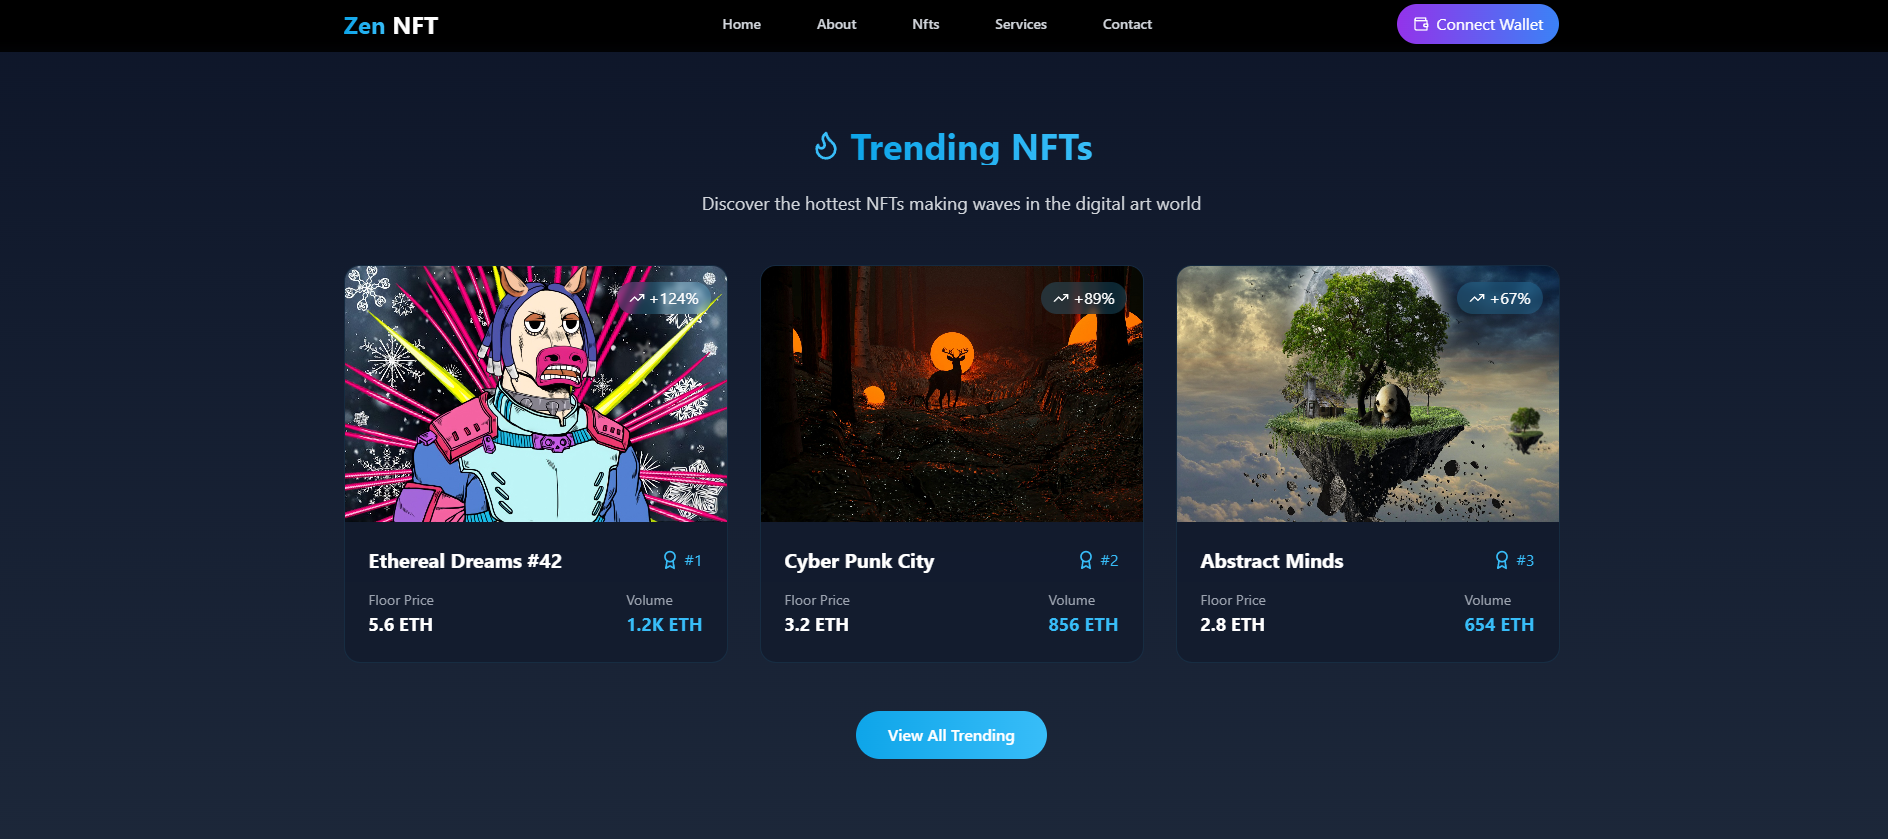 Zen NFT
Home
About
Nfts
Services
Contact
Connect Wallet
Trending NFTs
Discover the hottest NFTs making waves in the digital art world
+124%
+89%
+67%
Ethereal Dreams #42
#1
Floor Price
Volume
5.6 ETH
1.2K ETH
Cyber Punk City
#2
Floor Price
Volume
3.2 ETH
856 ETH
Abstract Minds
#3
Floor Price
Volume
2.8 ETH
654 ETH
View All Trending